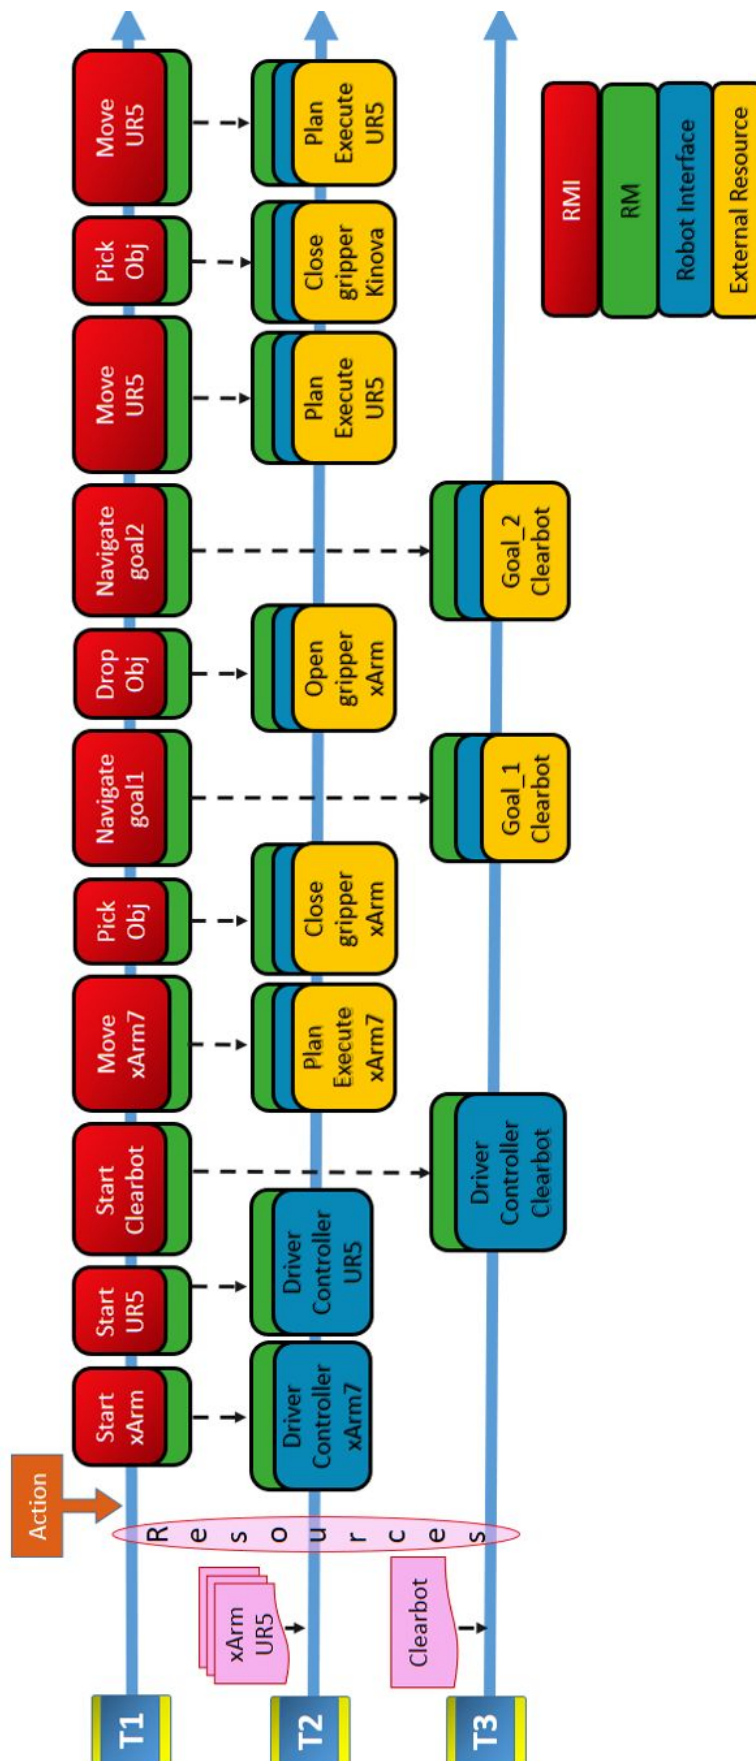 Action
T1
Start
xArm
Start
UR5
Start
Clearbot
Move
xArm7
Pick
Obj
Navigate
goal1
Drop
Obj
Navigate
goal2
Move
UR5
Pick
Obj
Move
UR5
Resources
T2
xArm
UR5
Driver
Controller
xArm7
Driver
Controller
UR5
Plan
Execute
xArm7
Close
gripper
xArm
Open
gripper
xArm
Plan
Execute
UR5
Close
gripper
Kinova
Plan
Execute
UR5
T3
Clearbot
Driver
Controller
Clearbot
Goal_1
Clearbot
Goal_2
Clearbot
RMI
RM
Robot Interface
External Resource